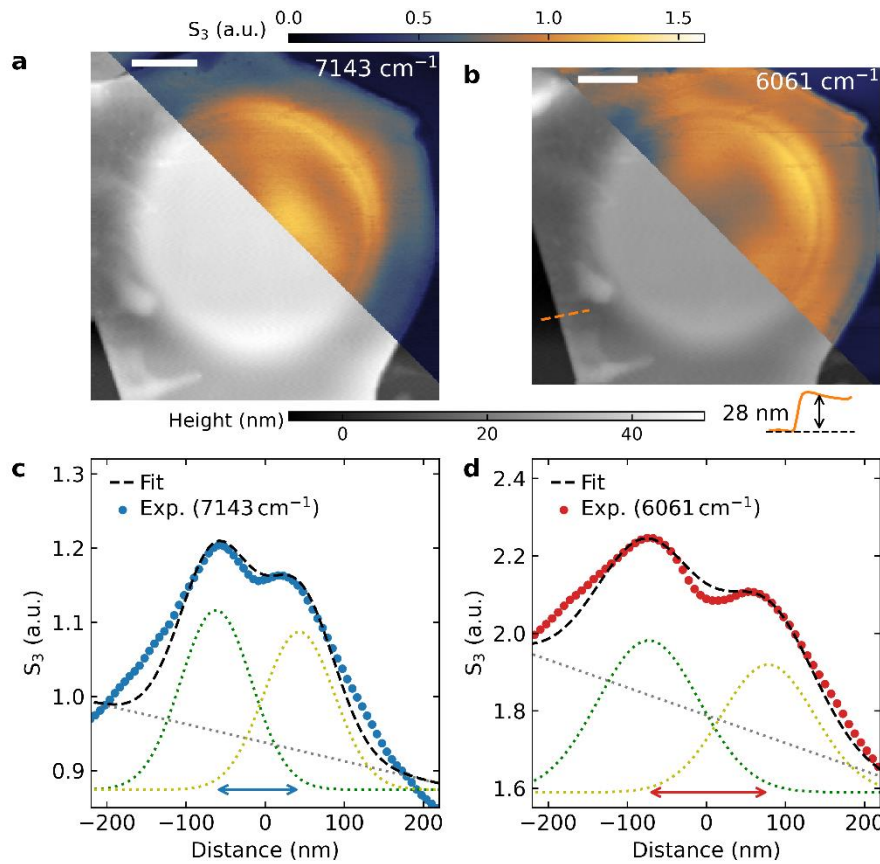 S₃ (a.u.)
0.0 0.5 1.0 1.5
a
7143 cm⁻¹
b
6061 cm⁻¹
Height (nm)
0 20 40
28 nm
c
1.3
1.2
1.1
1.0
0.9
S₃ (a.u.)
Fit
Exp. (7143 cm⁻¹)
−200 −100 0 100 200
Distance (nm)
d
2.4
2.2
2.0
1.8
1.6
S₃ (a.u.)
Fit
Exp. (6061 cm⁻¹)
−200 −100 0 100 200
Distance (nm)